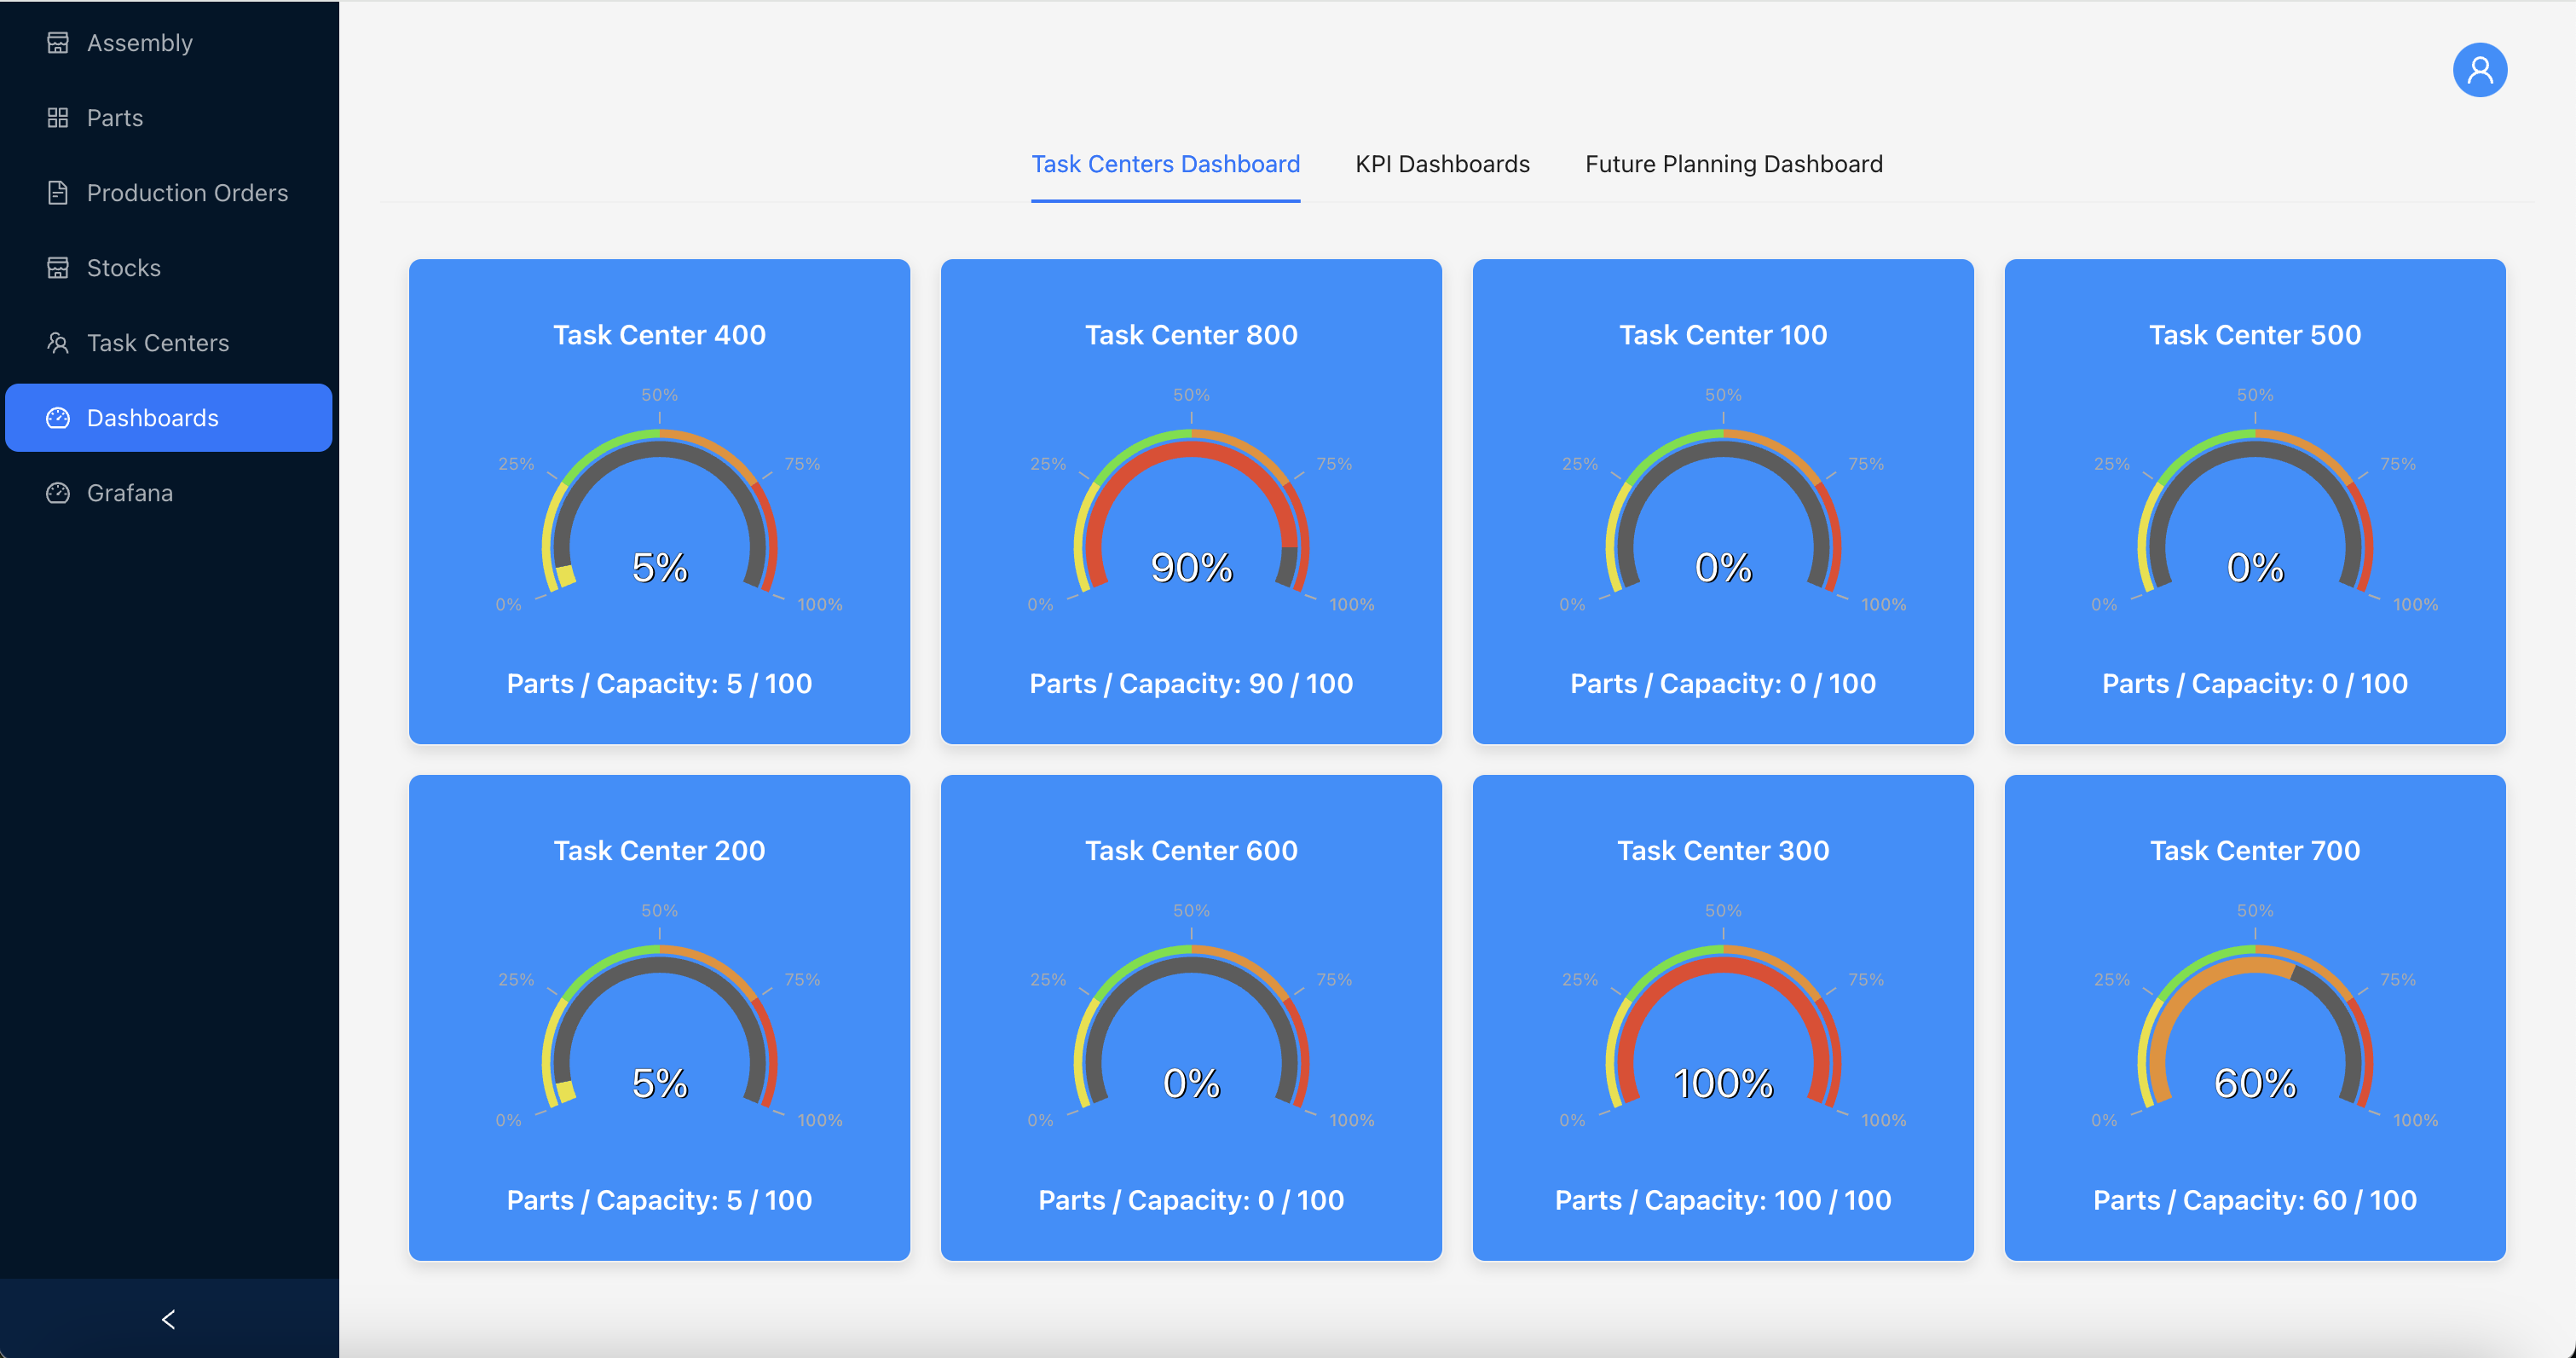 Assembly
Parts
Production Orders
Stocks
Task Centers
Dashboards
Grafana
Task Centers Dashboard
KPI Dashboards
Future Planning Dashboard
Task Center 400
50%
25%
75%
5%
0%
100%
Parts / Capacity: 5 / 100
Task Center 800
50%
25%
75%
90%
0%
100%
Parts / Capacity: 90 / 100
Task Center 100
50%
25%
75%
0%
0%
100%
Parts / Capacity: 0 / 100
Task Center 500
50%
25%
75%
0%
0%
100%
Parts / Capacity: 0 / 100
Task Center 200
50%
25%
75%
5%
0%
100%
Parts / Capacity: 5 / 100
Task Center 600
50%
25%
75%
0%
0%
100%
Parts / Capacity: 0 / 100
Task Center 300
50%
25%
75%
100%
0%
100%
Parts / Capacity: 100 / 100
Task Center 700
50%
25%
75%
60%
0%
100%
Parts / Capacity: 60 / 100